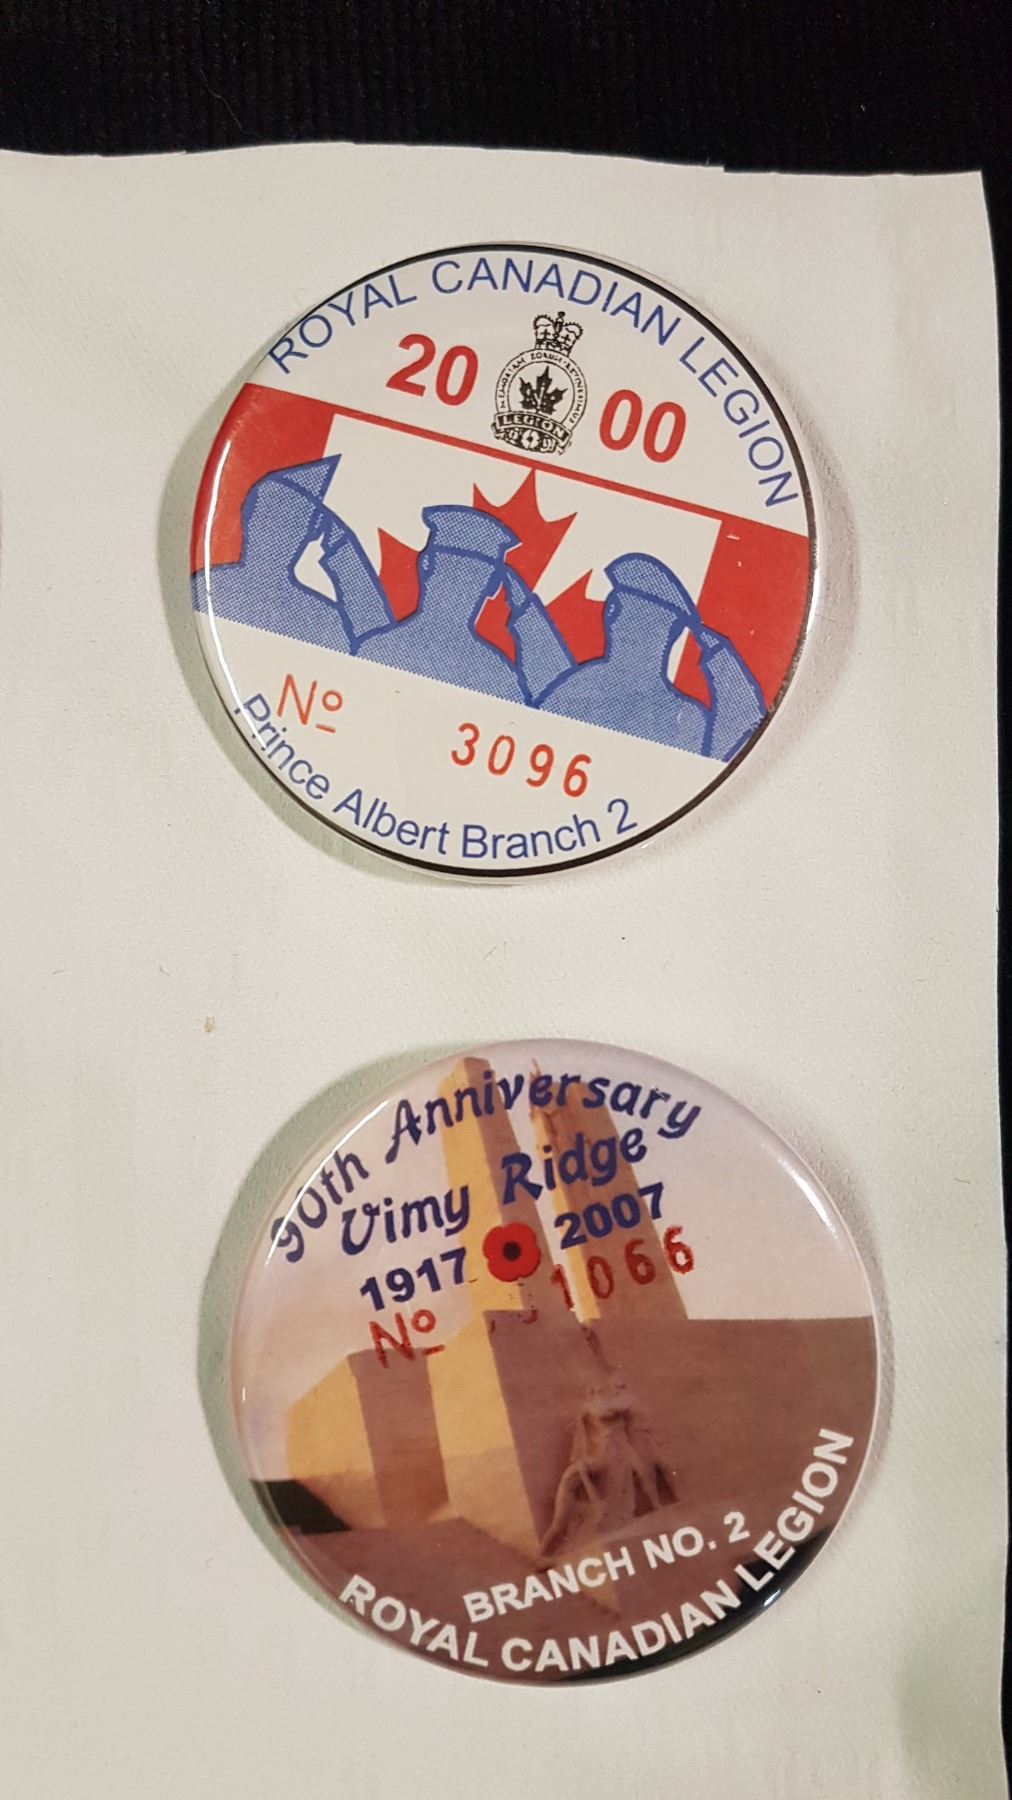 ROYAL CANADIAN LEGION
20 00
LEGION
Nº 3096
Prince Albert Branch 2
90th Anniversary
Vimy Ridge
1917 2007
Nº 1066
BRANCH NO. 2
ROYAL CANADIAN LEGION